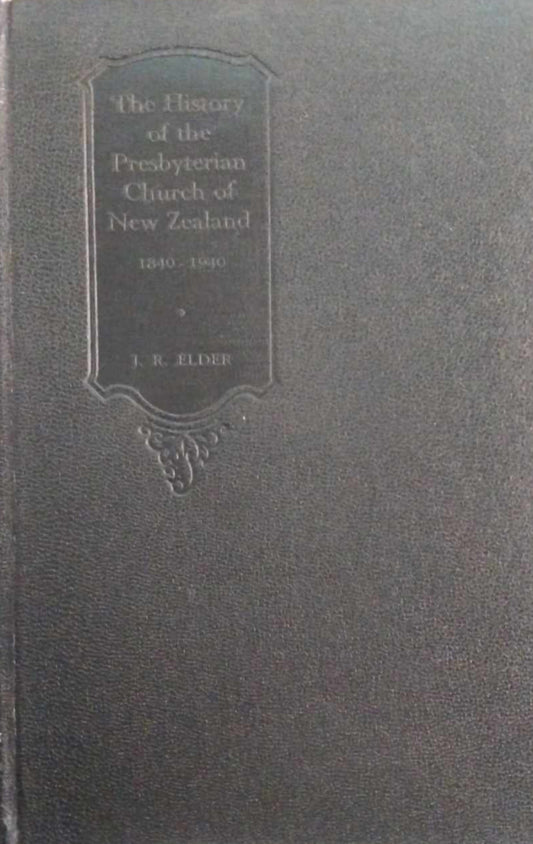 The History
of the
Presbyterian
Church of
New Zealand
1840-1940
J. R. ELDER